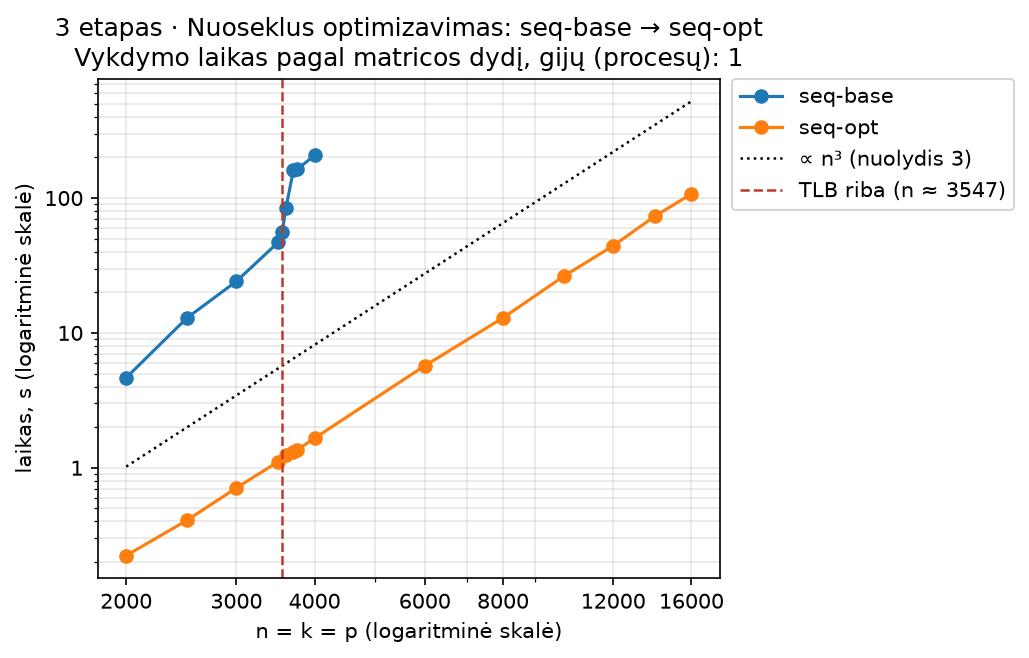 3 etapas · Nuoseklus optimizavimas: seq-base → seq-opt
Vykdymo laikas pagal matricos dydį, gijų (procesų): 1
seq-base
seq-opt
∝ n³ (nuolydis 3)
TLB riba (n ≈ 3547)
laikas, s (logaritminė skalė)
100
10
1
2000 3000 4000 6000 8000 12000 16000
n = k = p (logaritminė skalė)